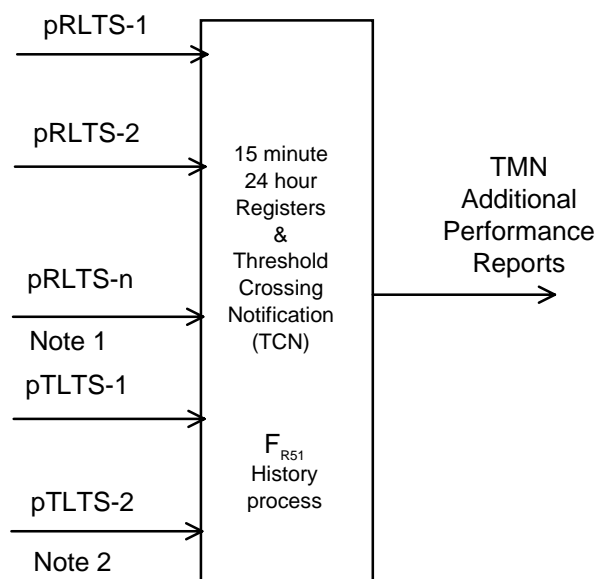 pRLTS-1
pRLTS-2
pRLTS-n
Note 1
pTLTS-1
pTLTS-2
Note 2
15 minute
24 hour
Registers
&
Threshold
Crossing
Notification
(TCN)
F R51
History
process
TMN
Additional
Performance
Reports